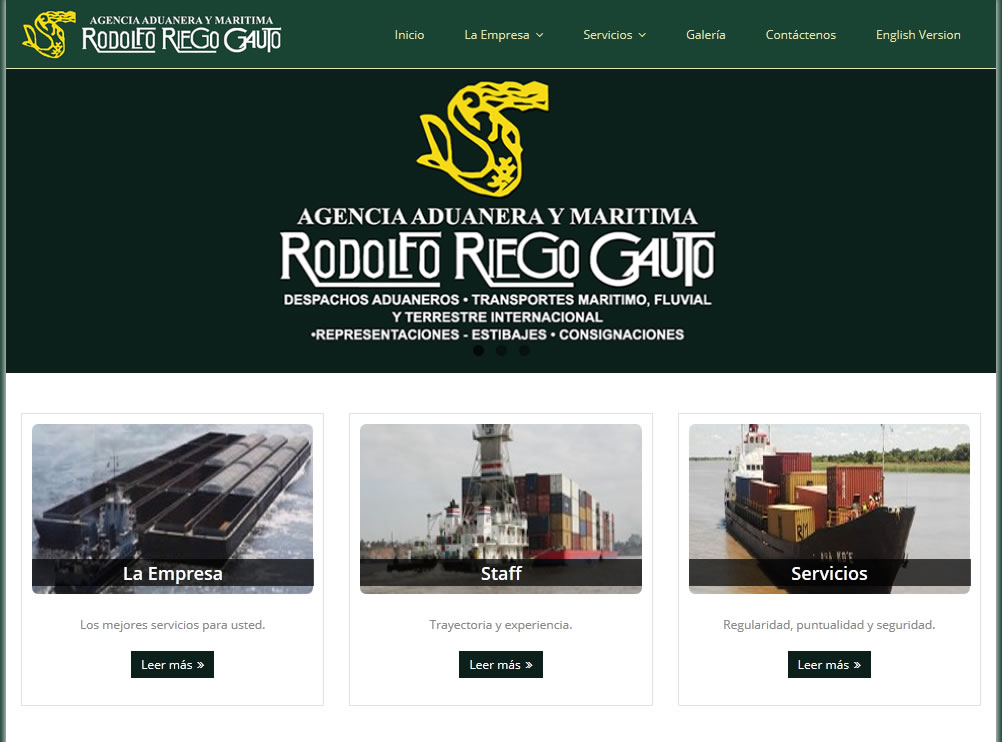 AGENCIA ADUANERA Y MARITIMA
RODOLFO RIEGO GAUTO
Inicio
La Empresa
Servicios
Galería
Contáctenos
English Version
AGENCIA ADUANERA Y MARITIMA
RODOLFO RIEGO GAUTO
DESPACHOS ADUANEROS • TRANSPORTES MARITIMO, FLUVIAL
Y TERRESTRE INTERNACIONAL
•REPRESENTACIONES - ESTIBAJES • CONSIGNACIONES
La Empresa
Staff
Servicios
Los mejores servicios para usted.
Trayectoria y experiencia.
Regularidad, puntualidad y seguridad.
Leer más »
Leer más »
Leer más »